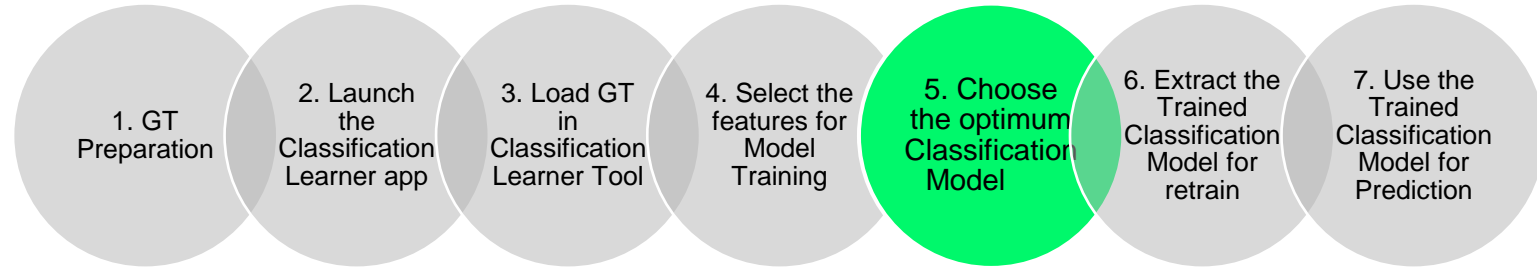 1. GT
Preparation
2. Launch
the
Classification
Learner app
3. Load GT
in
Classification
Learner Tool
4. Select the
features for
Model
Training
5. Choose
the optimum
Classification
Model
6. Extract the
Trained
Classification
Model for
retrain
7. Use the
Trained
Classification
Model for
Prediction